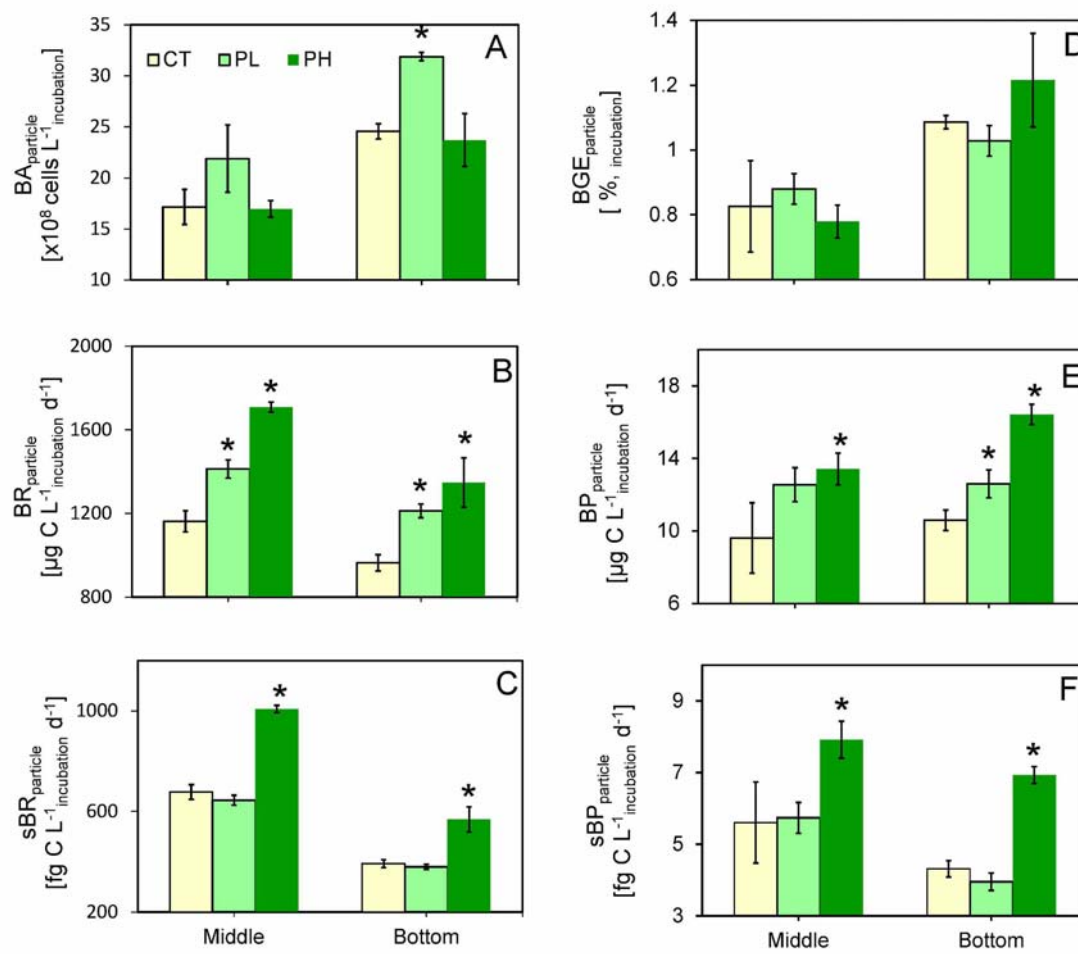 A
CT PL PH
*
BAparticle
[x10⁸ cells L⁻¹incubation]
35
30
25
20
15
10
D
BGEparticle
[ %, incubation]
1.4
1.2
1
0.8
0.6
B
* * * *
BRparticle
[µg C L⁻¹incubation d⁻¹]
2000
1600
1200
800
E
* * *
BPparticle
[µg C L⁻¹incubation d⁻¹]
18
14
10
6
C
* *
sBRparticle
[fg C L⁻¹incubation d⁻¹]
1000
600
200
Middle Bottom
F
* *
sBPparticle
[fg C L⁻¹incubation d⁻¹]
9
7
5
3
Middle Bottom